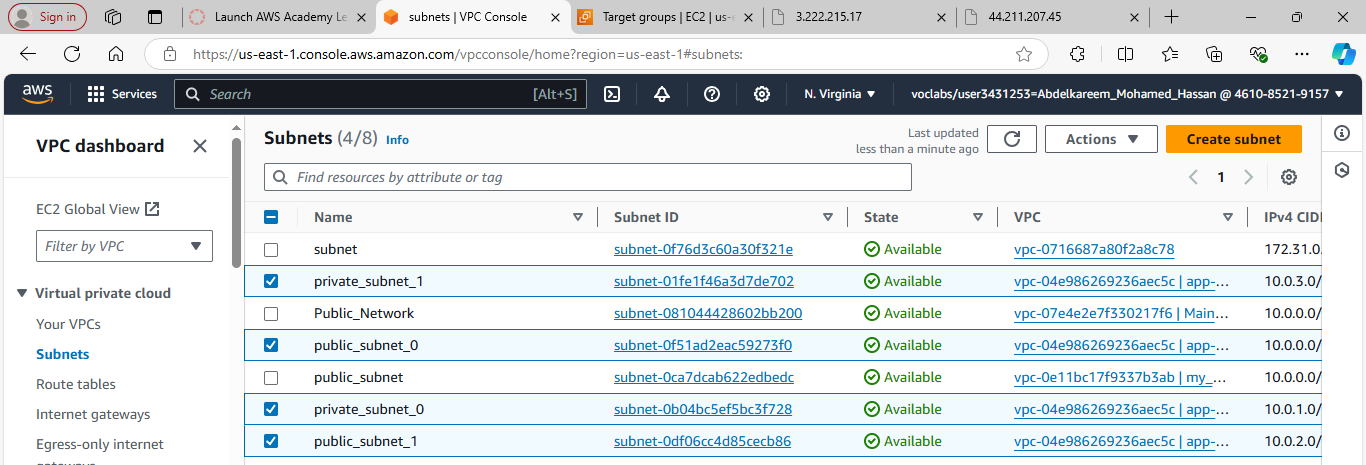 Sign in
Launch AWS Academy Le
subnets | VPC Console
Target groups | EC2 | us-e
3.222.215.17
44.211.207.45
https://us-east-1.console.aws.amazon.com/vpcconsole/home?region=us-east-1#subnets:
aws
Services
Search
[Alt+S]
N. Virginia
voclabs/user3431253=Abdelkareem_Mohamed_Hassan @ 4610-8521-9157
VPC dashboard
EC2 Global View
Filter by VPC
Virtual private cloud
Your VPCs
Subnets
Route tables
Internet gateways
Egress-only internet
Subnets (4/8) Info
Last updated
less than a minute ago
Actions
Create subnet
Find resources by attribute or tag
1
Name Subnet ID State VPC IPv4 CIDR
subnet subnet-0f76d3c60a30f321e Available vpc-0716687a80f2a8c78 172.31.0.
private_subnet_1 subnet-01fe1f46a3d7de702 Available vpc-04e986269236aec5c | app-… 10.0.3.0/
Public_Network subnet-081044428602bb200 Available vpc-07e4e2e7f330217f6 | Main… 10.0.0.0/
public_subnet_0 subnet-0f51ad2eac59273f0 Available vpc-04e986269236aec5c | app-… 10.0.0.0/
public_subnet subnet-0ca7dcab622edbedc Available vpc-0e11bc17f9337b3ab | my_… 10.0.0.0/
private_subnet_0 subnet-0b04bc5ef5bc3f728 Available vpc-04e986269236aec5c | app-… 10.0.1.0/
public_subnet_1 subnet-0df06cc4d85cecb86 Available vpc-04e986269236aec5c | app-… 10.0.2.0/